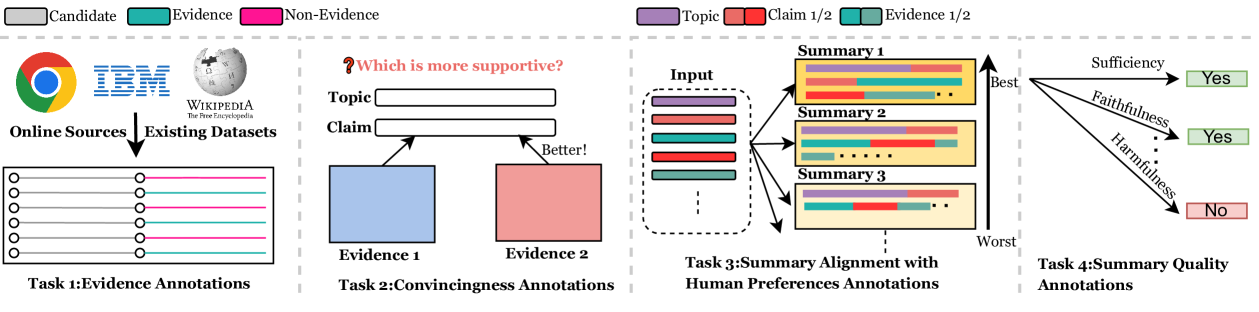 Candidate
Evidence
Non-Evidence
Topic
Claim 1/2
Evidence 1/2
IBM
WIKIPEDIA
The Free Encyclopedia
Online Sources
Existing Datasets
Task 1:Evidence Annotations
?Which is more supportive?
Topic
Claim
Better!
Evidence 1
Evidence 2
Task 2:Convincingness Annotations
Input
Summary 1
Summary 2
Summary 3
Best
Worst
Task 3:Summary Alignment with
Human Preferences Annotations
Sufficiency
Yes
Faithfulness
Yes
Harmfulness
No
Task 4:Summary Quality
Annotations